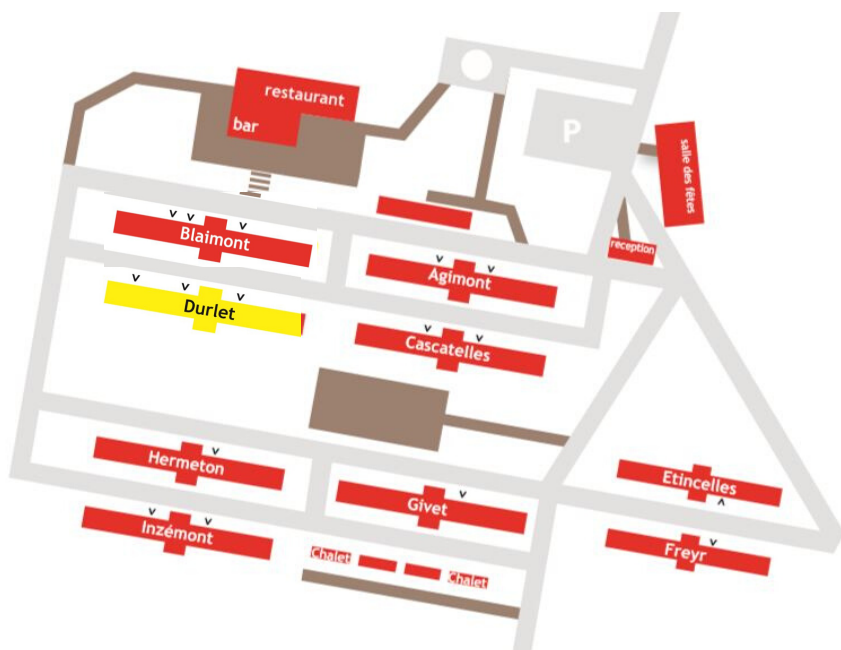 restaurant
bar
P
salle des fêtes
reception
Blaimont
Agimont
Durlet
Cascatelles
Hermeton
Givet
Etincelles
Inzémont
Freyr
Chalet
Chalet